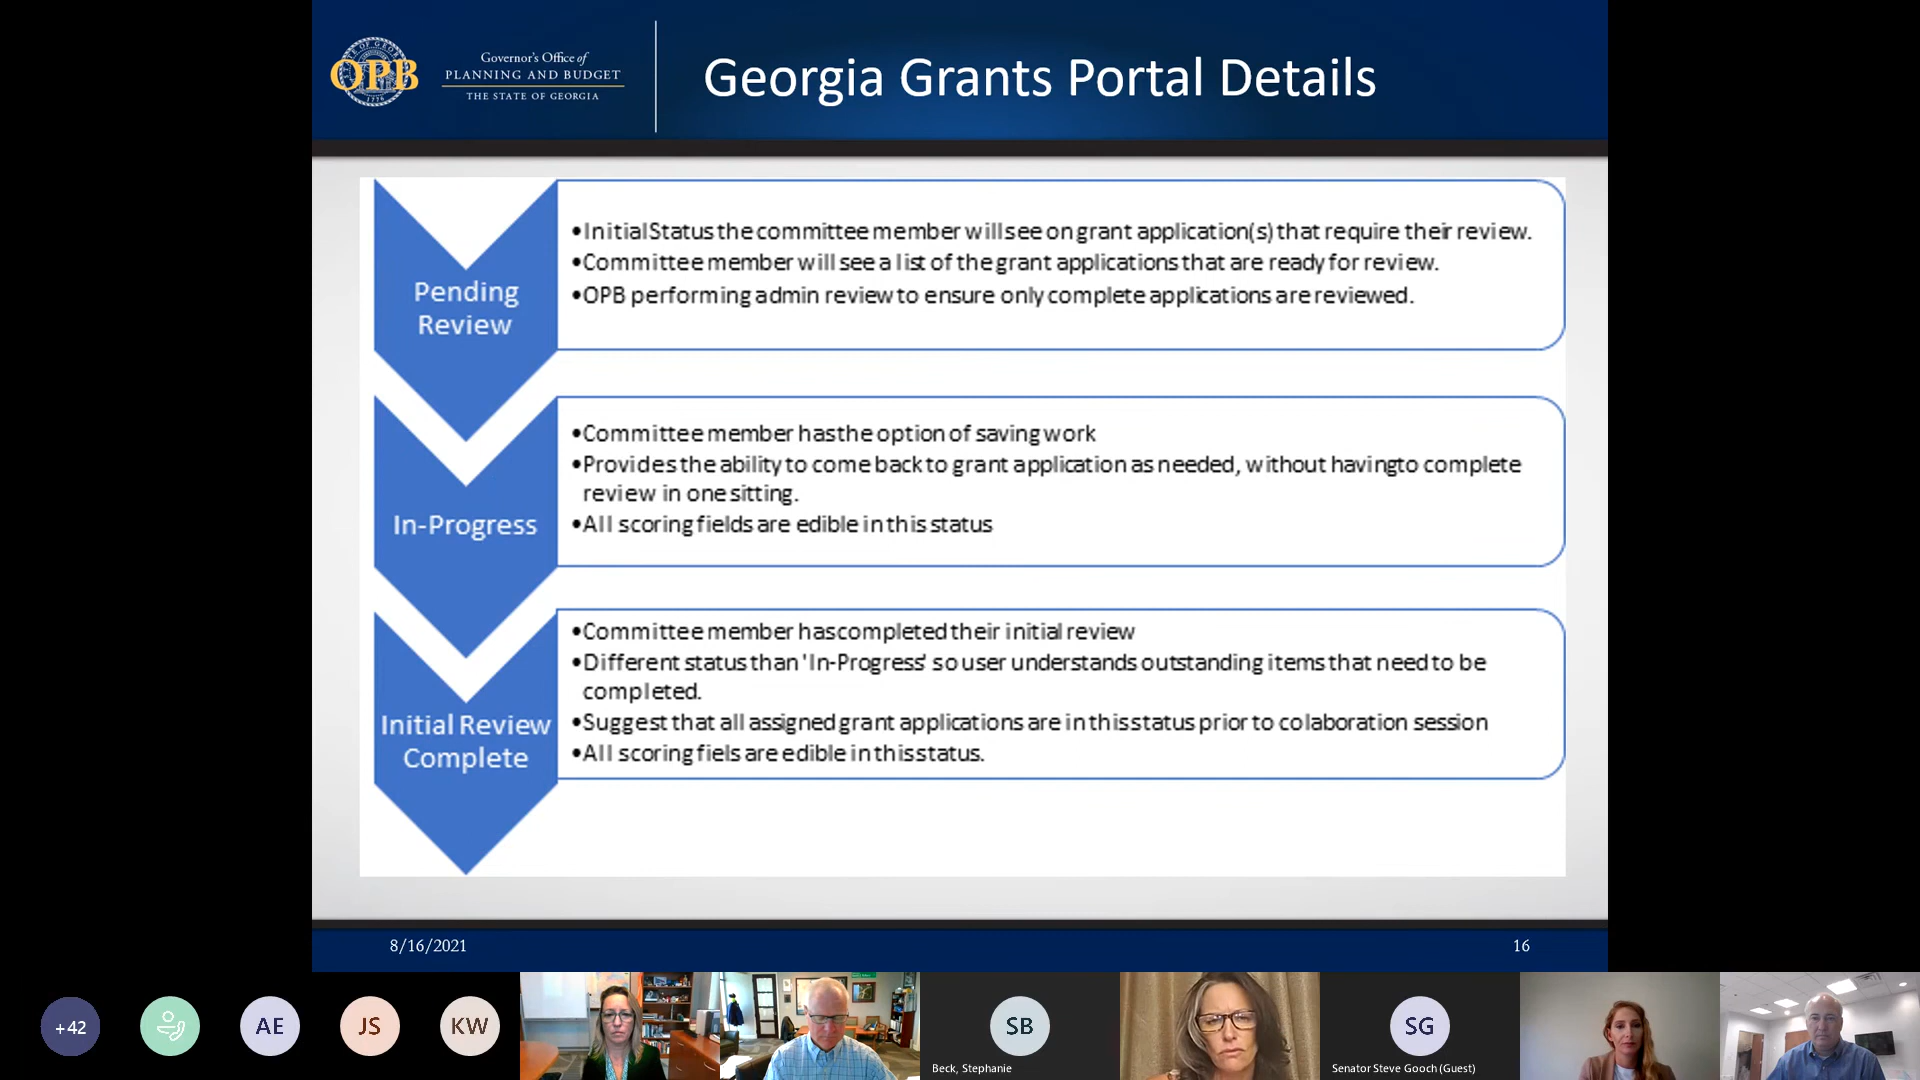 OPB
1776
Governor's Office of
PLANNING AND BUDGET
THE STATE OF GEORGIA
Georgia Grants Portal Details
Pending
Review
•Initial Status the committee member will see on grant application(s) that require their review.
•Committee member will see a list of the grant applications that are ready for review.
•OPB performing admin review to ensure only complete applications are reviewed.
In-Progress
•Committee member has the option of saving work
•Provides the ability to come back to grant application as needed, without having to complete
review in one sitting.
•All scoring fields are edible in this status
Initial Review
Complete
•Committee member has completed their initial review
•Different status than 'In-Progress' so user understands outstanding items that need to be
completed.
•Suggest that all assigned grant applications are in this status prior to colaboration session
•All scoring fiels are edible in this status.
8/16/2021
16
+42
AE
JS
KW
SB
Beck, Stephanie
SG
Senator Steve Gooch (Guest)